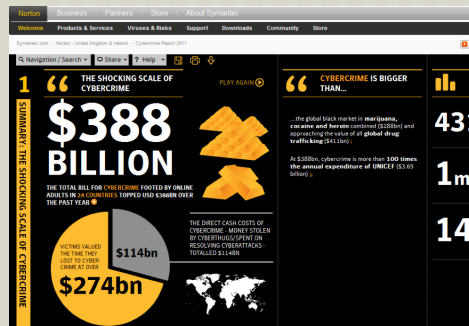 Norton Business Partners Store About Symantec
Welcome Products & Services Viruses & Risks Support Downloads Community Store
Symantec.com › Norton - United Kingdom & Ireland › Cybercrime Report 2011
Navigation / Search Share ? Help
1
SUMMARY: THE SHOCKING SCALE OF CYBERCRIME
THE SHOCKING SCALE OF
CYBERCRIME
PLAY AGAIN
$388
BILLION
THE TOTAL BILL FOR CYBERCRIME FOOTED BY ONLINE
ADULTS IN 24 COUNTRIES TOPPED USD $388BN OVER
THE PAST YEAR
VICTIMS VALUED
THE TIME THEY
LOST TO CYBER-
CRIME AT OVER
$274bn
$114bn
THE DIRECT CASH COSTS OF
CYBERCRIME - MONEY STOLEN
BY CYBERTHUGS/SPENT ON
RESOLVING CYBERATTACKS -
TOTALLED $114BN
CYBERCRIME IS BIGGER
THAN...
...the global black market in marijuana,
cocaine and heroin combined ($288bn) and
approaching the value of all global drug
trafficking ($411bn)
At $388bn, cybercrime is more than 100 times
the annual expenditure of UNICEF ($3.65
billion)
43
1m
14